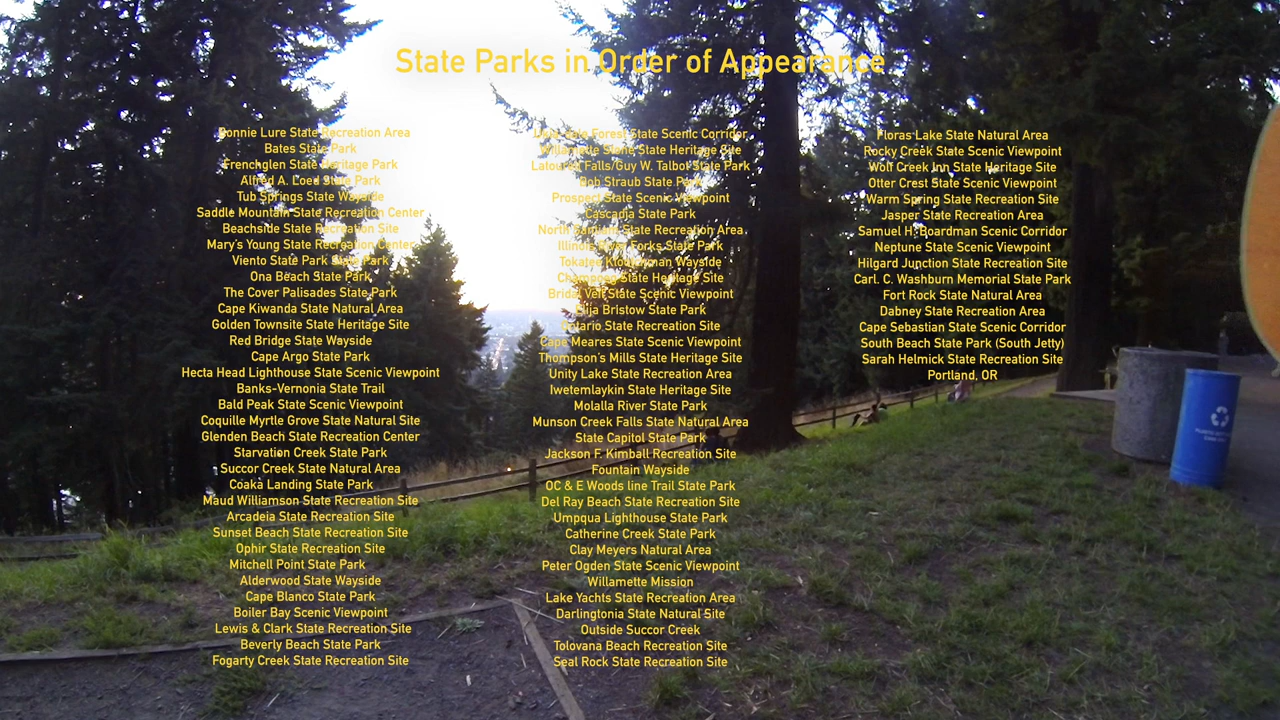 State Parks in Order of Appearance
Bonnie Lure State Recreation Area
Bates State Park
Frenchglen State Heritage Park
Alfred A. Loeb State Park
Tub Springs State Wayside
Saddle Mountain State Recreation Center
Beachside State Recreation Site
Mary's Young State Recreation Center
Viento State Park State Park
Ona Beach State Park
The Cover Palisades State Park
Cape Kiwanda State Natural Area
Golden Townsite State Heritage Site
Red Bridge State Wayside
Cape Argo State Park
Hecta Head Lighthouse State Scenic Viewpoint
Banks-Vernonia State Trail
Bald Peak State Scenic Viewpoint
Coquille Myrtle Grove State Natural Site
Glenden Beach State Recreation Center
Starvation Creek State Park
Succor Creek State Natural Area
Coaka Landing State Park
Maud Williamson State Recreation Site
Arcadeia State Recreation Site
Sunset Beach State Recreation Site
Ophir State Recreation Site
Mitchell Point State Park
Alderwood State Wayside
Cape Blanco State Park
Boiler Bay Scenic Viewpoint
Lewis & Clark State Recreation Site
Beverly Beach State Park
Fogarty Creek State Recreation Site
Forest State Scenic Corridor
Willamette Stone State Heritage Site
Latourell Falls/Guy W. Talbot State Park
Bob Straub State Park
Prospect State Scenic Viewpoint
Cascadia State Park
North Santiam State Recreation Area
Illinois River Forks State Park
Tokatee Klootchman Wayside
Champoeg State Heritage Site
Bridal Veil State Scenic Viewpoint
Elija Bristow State Park
Ontario State Recreation Site
Cape Meares State Scenic Viewpoint
Thompson's Mills State Heritage Site
Unity Lake State Recreation Area
Iwetemlaykin State Heritage Site
Molalla River State Park
Munson Creek Falls State Natural Area
State Capitol State Park
Jackson F. Kimball Recreation Site
Fountain Wayside
OC & E Woods line Trail State Park
Del Ray Beach State Recreation Site
Umpqua Lighthouse State Park
Catherine Creek State Park
Clay Meyers Natural Area
Peter Ogden State Scenic Viewpoint
Willamette Mission
Lake Yachts State Recreation Area
Darlingtonia State Natural Site
Outside Succor Creek
Tolovana Beach Recreation Site
Seal Rock State Recreation Site
Floras Lake State Natural Area
Rocky Creek State Scenic Viewpoint
Wolf Creek Inn State Heritage Site
Otter Crest State Scenic Viewpoint
Warm Spring State Recreation Site
Jasper State Recreation Area
Samuel H. Boardman Scenic Corridor
Neptune State Scenic Viewpoint
Hilgard Junction State Recreation Site
Carl. C. Washburn Memorial State Park
Fort Rock State Natural Area
Dabney State Recreation Area
Cape Sebastian State Scenic Corridor
South Beach State Park (South Jetty)
Sarah Helmick State Recreation Site
Portland, OR